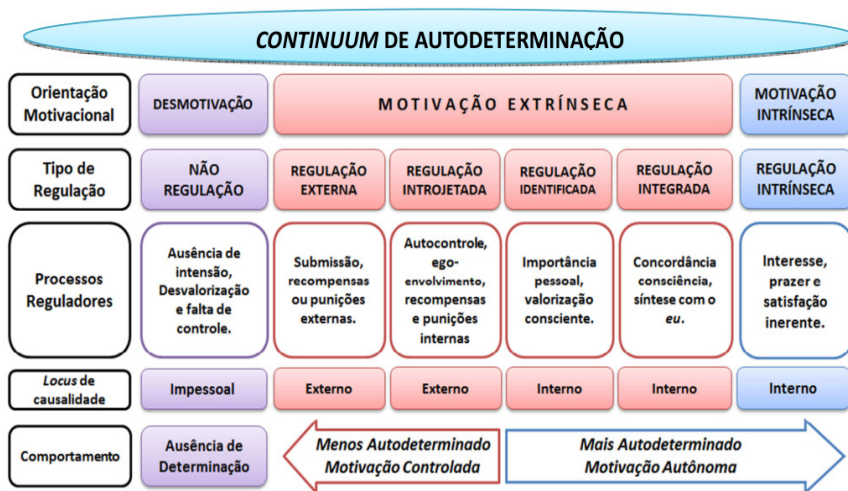 CONTINUUM DE AUTODETERMINAÇÃO
Orientação
Motivacional
DESMOTIVAÇÃO
MOTIVAÇÃO EXTRÍNSECA
MOTIVAÇÃO
INTRÍNSECA
Tipo de
Regulação
NÃO
REGULAÇÃO
REGULAÇÃO
EXTERNA
REGULAÇÃO
INTROJETADA
REGULAÇÃO
IDENTIFICADA
REGULAÇÃO
INTEGRADA
REGULAÇÃO
INTRÍNSECA
Processos
Reguladores
Ausência de
intensão,
Desvalorização
e falta de
controle.
Submissão,
recompensas
ou punições
externas.
Autocontrole,
ego-
envolvimento,
recompensas
e punições
internas
Importância
pessoal,
valorização
consciente.
Concordância
consciência,
síntese com o
eu.
Interesse,
prazer e
satisfação
inerente.
Locus de
causalidade
Impessoal
Externo
Externo
Interno
Interno
Interno
Comportamento
Ausência de
Determinação
Menos Autodeterminado
Motivação Controlada
Mais Autodeterminado
Motivação Autônoma